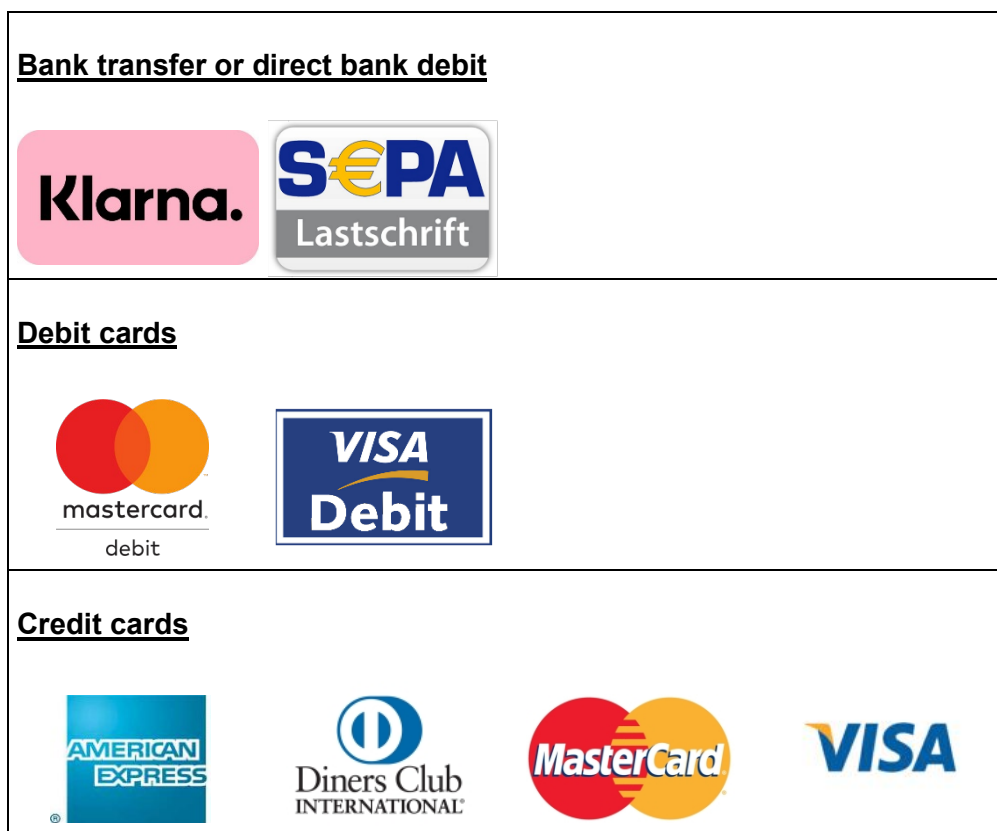 Bank transfer or direct bank debit
Klarna.
S€PA
Lastschrift
Debit cards
mastercard.
debit
VISA
Debit
Credit cards
AMERICAN
EXPRESS
®
Diners Club
INTERNATIONAL®
MasterCard
VISA